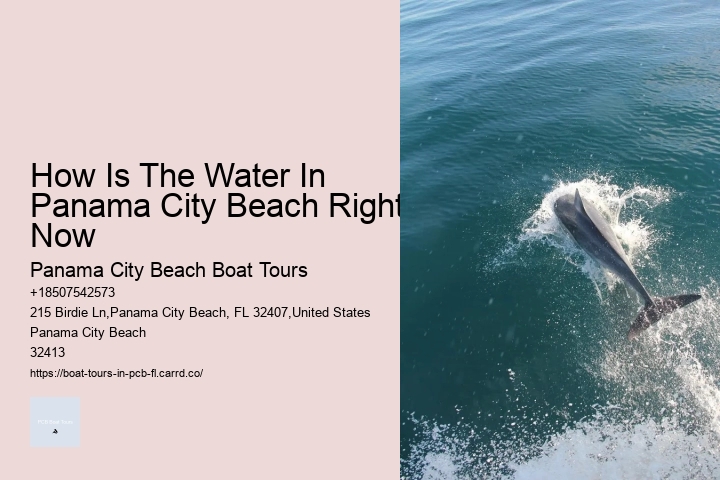 How Is The Water In
Panama City Beach Right
Now
Panama City Beach Boat Tours
+18507542573
215 Birdie Ln,Panama City Beach, FL 32407,United States
Panama City Beach
32413
https://boat-tours-in-pcb-fl.carrd.co/